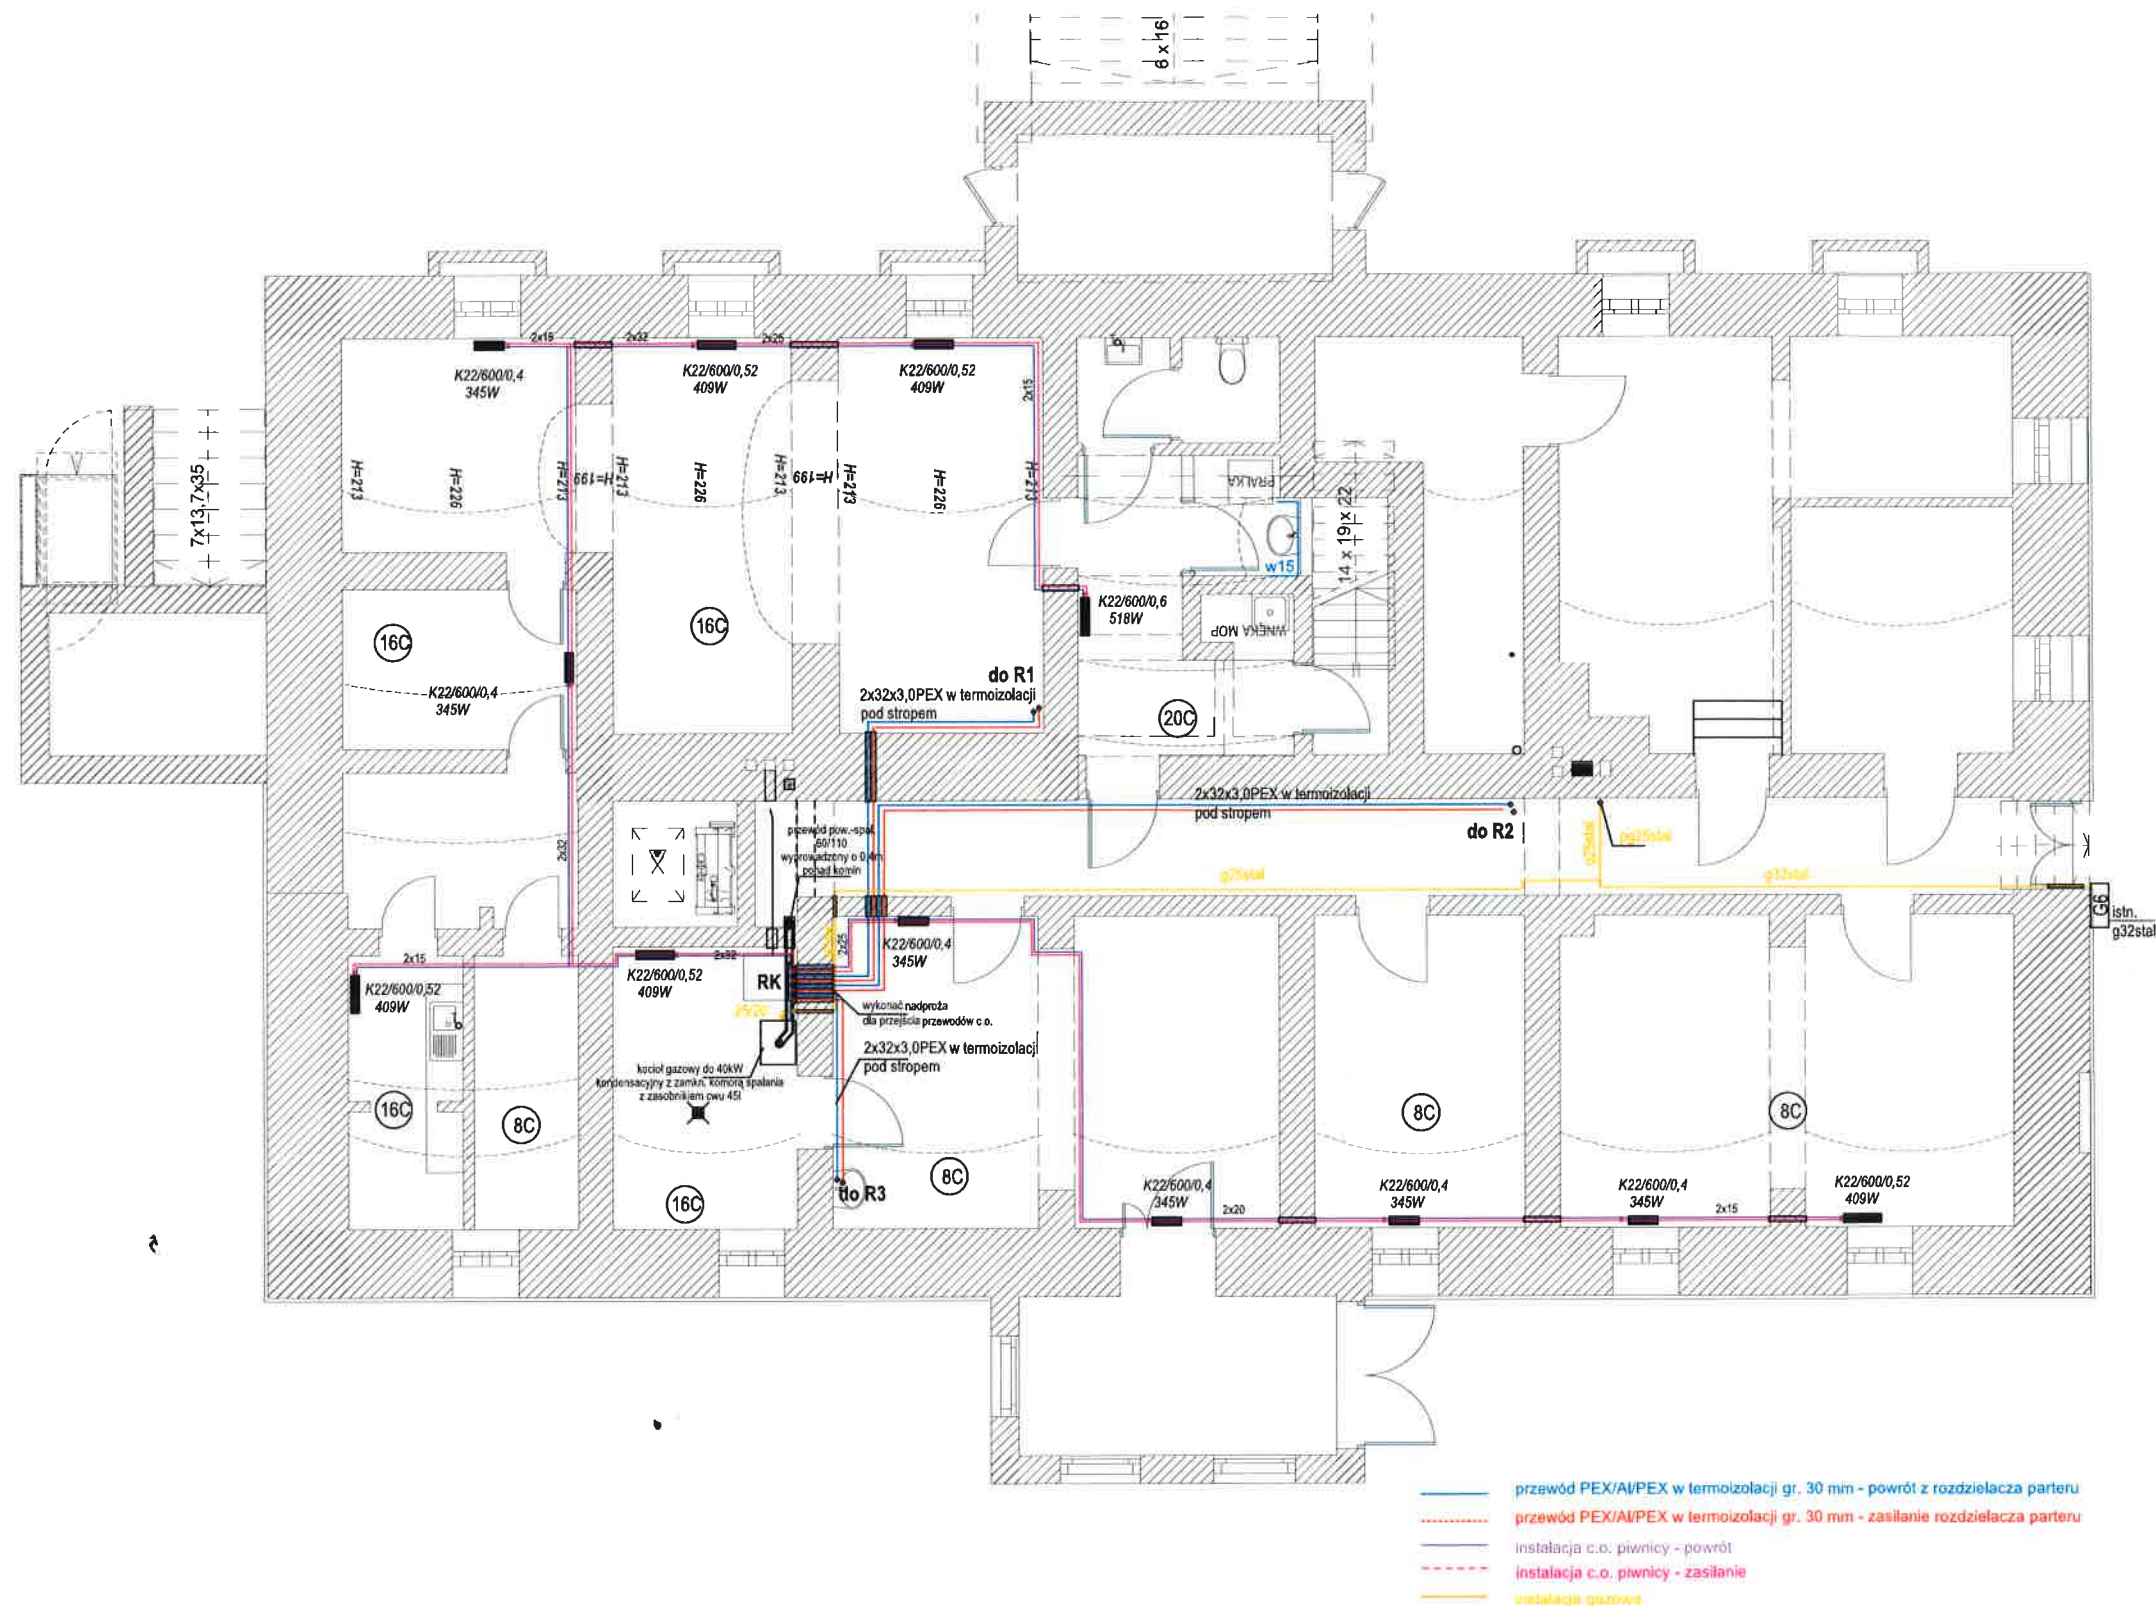 6 x 16
2x15
2x32
2x25
K22/600/0,4
345W
K22/600/0,52
409W
K22/600/0,52
409W
2x15
7x13,7x35
H=213
H=226
H=213
H=199
H=213
H=226
H=213
H=199
H=213
H=226
H=213
PRALKA
14 x 19 x 22
w15
K22/600/0,6
518W
WNĘKA MOP
16C
16C
K22/600/0,4
345W
do R1
2x32x3,0PEX w termoizolacji
pod stropem
20C
2x32x3,0PEX w termoizolacji
pod stropem
do R2
g25stal
pg25stal
przewód pow.-spal.
60/110
wyprowadzony o 0,4m
ponad komin
2x32
g25stal
g32stal
G6
istn.
g32stal
2x25
K22/600/0,4
345W
2x15
2x32
K22/600/0,52
409W
K22/600/0,52
409W
RK
25/20
wykonać nadproża
dla przejścia przewodów c.o.
2x32x3,0PEX w termoizolacji
pod stropem
kocioł gazowy do 40kW
kondensacyjny z zamkn. komorą spalania
z zasobnikiem cwu 45l
16C
8C
8C
8C
8C
16C
do R3
K22/600/0,4
345W
2x20
K22/600/0,4
345W
K22/600/0,4
345W
2x15
K22/600/0,52
409W
przewód PEX/Al/PEX w termoizolacji gr. 30 mm - powrót z rozdzielacza parteru
przewód PEX/Al/PEX w termoizolacji gr. 30 mm - zasilanie rozdzielacza parteru
instalacja c.o. piwnicy - powrót
instalacja c.o. piwnicy - zasilanie
instalacja gazowa